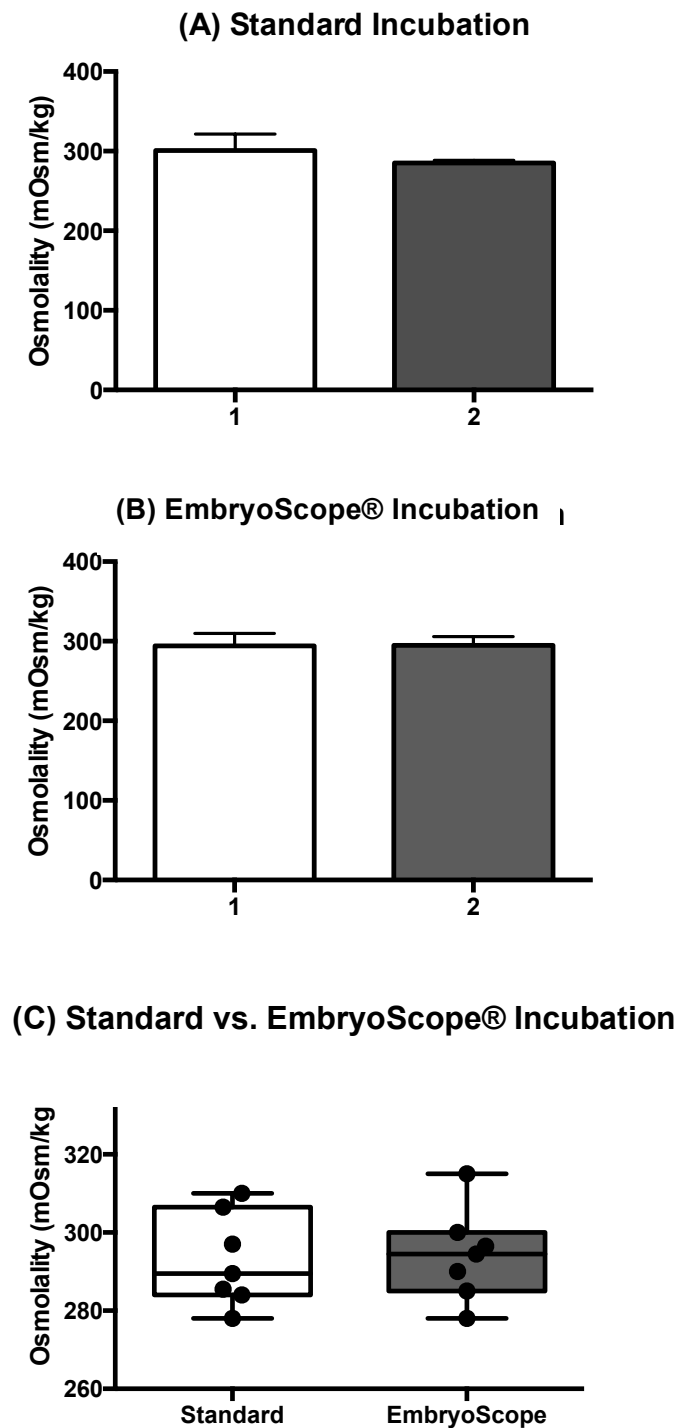 (A) Standard Incubation
Osmolality (mOsm/kg)
400
300
200
100
0
1 2
(B) EmbryoScope® Incubation
Osmolality (mOsm/kg)
400
300
200
100
0
1 2
(C) Standard vs. EmbryoScope® Incubation
Osmolality (mOsm/kg
320
300
280
260
Standard EmbryoScope